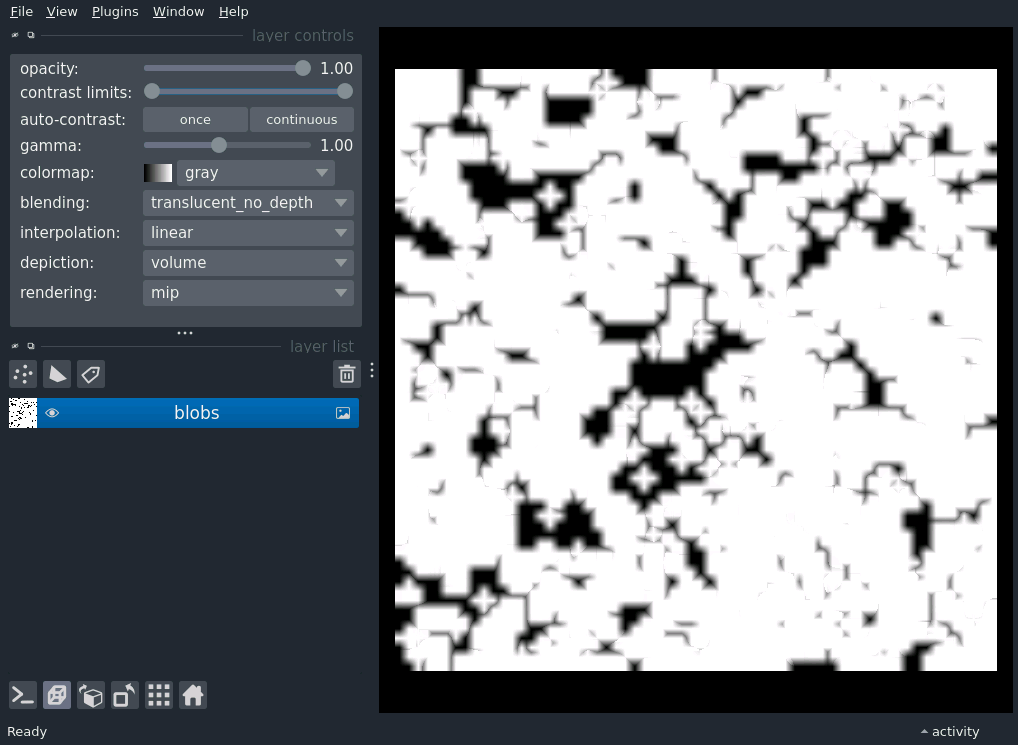 File View Plugins Window Help
layer controls
opacity: 1.00
contrast limits:
auto-contrast: once continuous
gamma: 1.00
colormap: gray
blending: translucent_no_depth
interpolation: linear
depiction: volume
rendering: mip
layer list
blobs
Ready activity